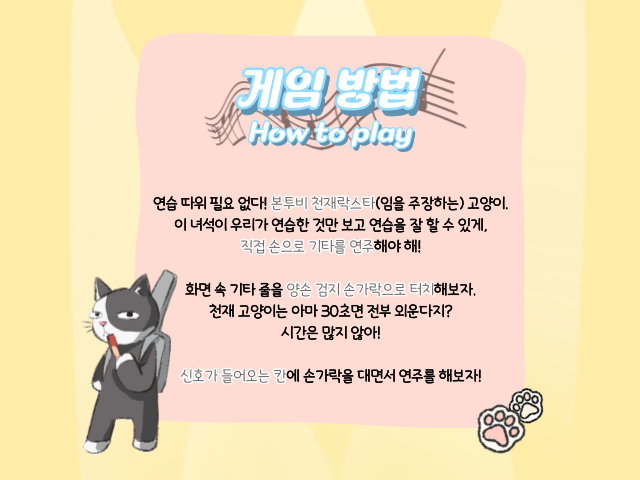 게임 방법
How to play
연습 따위 필요 없다! 본투비 천재락스타(임을 주장하는) 고양이.
이 녀석이 우리가 연습한 것만 보고 연습을 잘 할 수 있게,
직접 손으로 기타를 연주해야 해!
화면 속 기타 줄을 양손 검지 손가락으로 터치해보자.
천재 고양이는 아마 30초면 전부 외운다지?
시간은 많지 않아!
신호가 들어오는 칸에 손가락을 대면서 연주를 해보자!